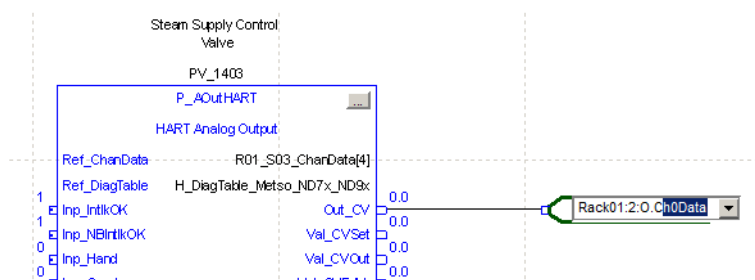 Steam Supply Control
Valve
PV_1403
P_AOutHART
...
HART Analog Output
Ref_ChanData R01_S03_ChanData[4]
Ref_DiagTable H_DiagTable_Metso_ND7x_ND9x
1 Inp_IntlkOK Out_CV 0.0 Rack01:2:O.Ch0Data
1 Inp_NBIntlkOK Val_CVSet 0.0
0 Inp_Hand Val_CVOut 0.0
0 0.0